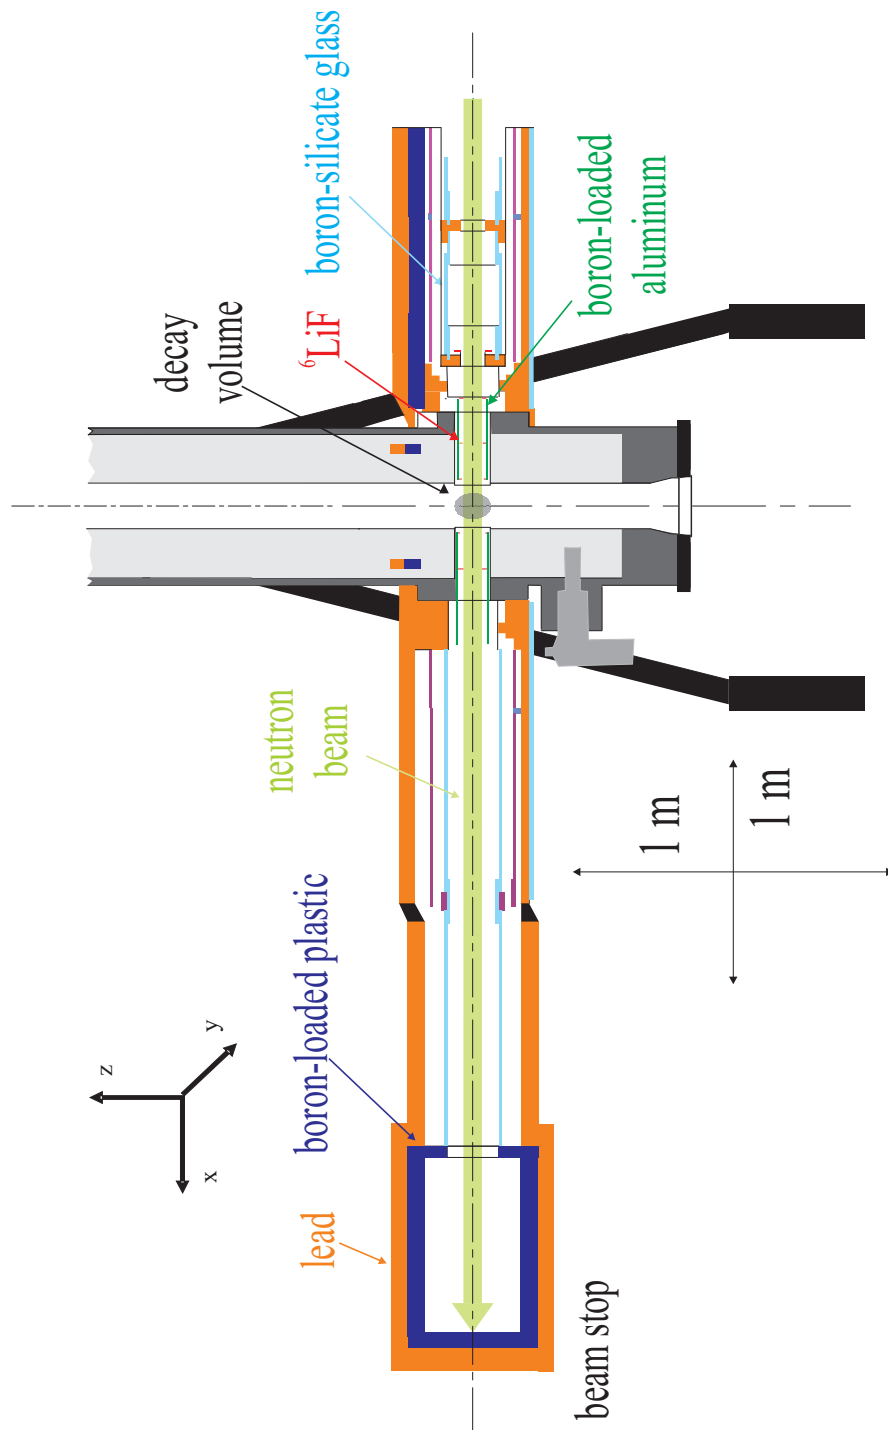 boron-silicate glass
⁶LiF
decay
volume
boron-loaded
aluminum
neutron
beam
1 m
1 m
boron-loaded plastic
z
y
x
lead
beam stop